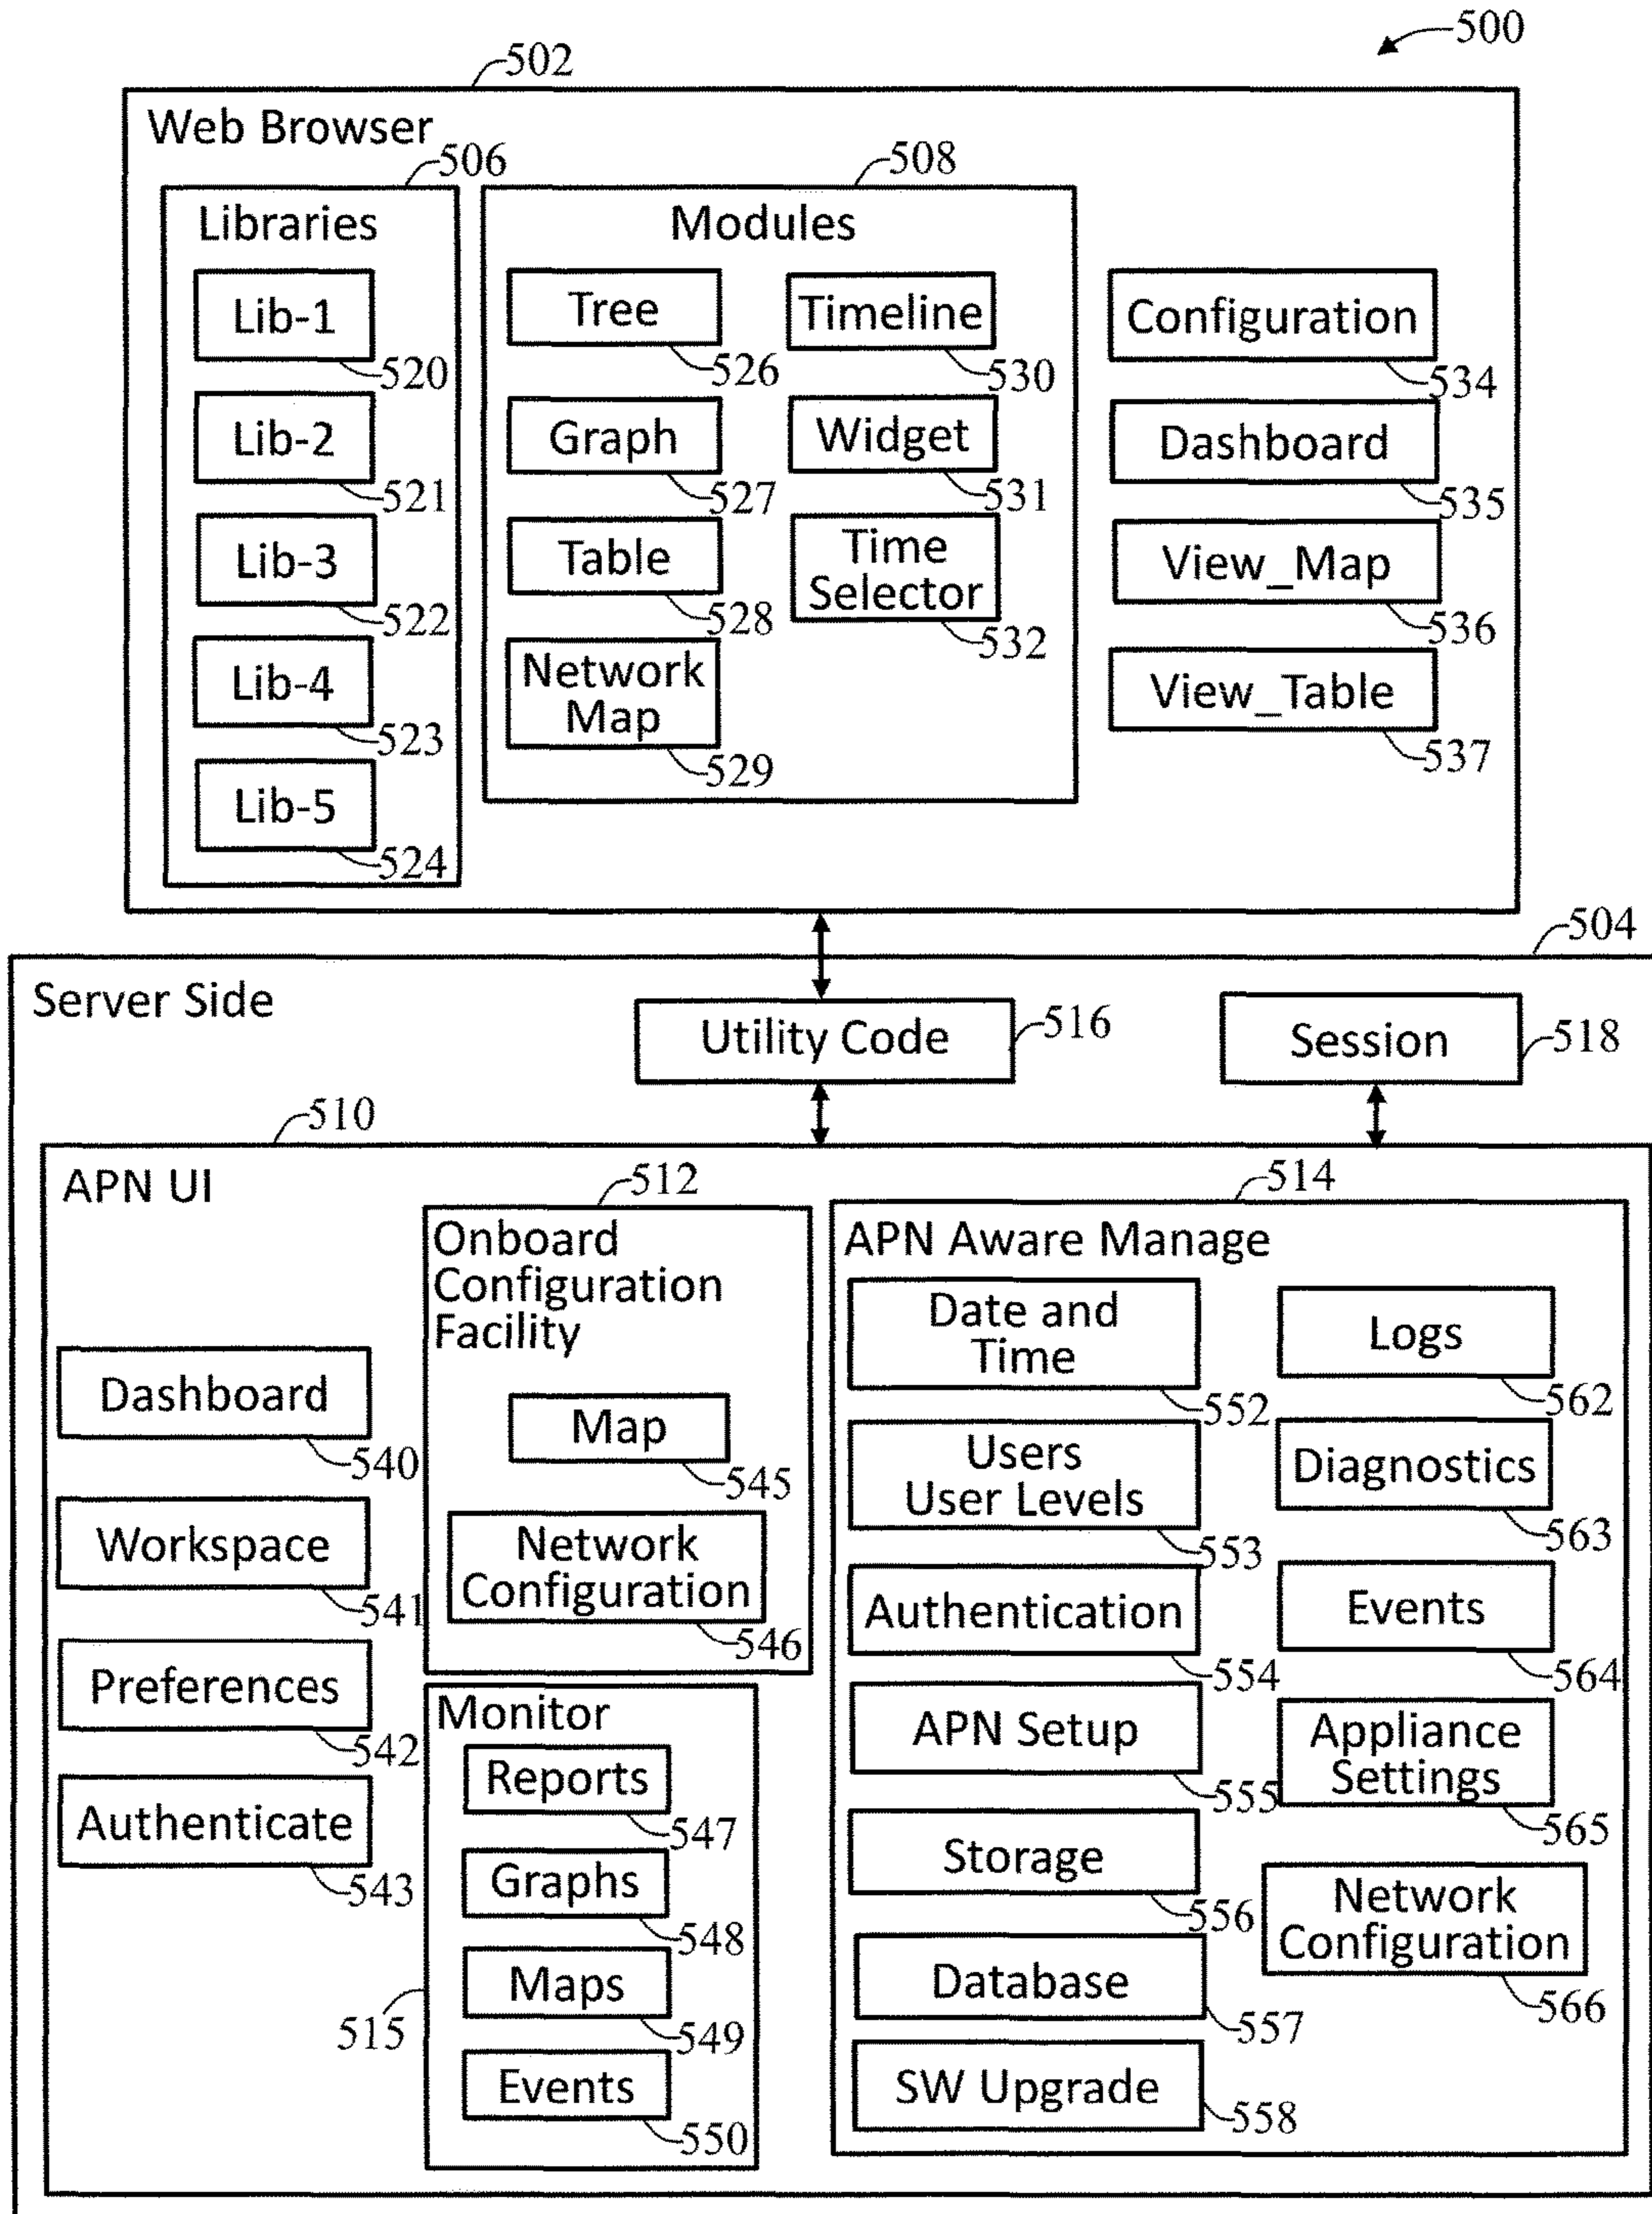 500
502
Web Browser
506
Libraries
Lib-1
520
Lib-2
521
Lib-3
522
Lib-4
523
Lib-5
524
508
Modules
Tree
526
Timeline
530
Graph
527
Widget
531
Table
528
Time
Selector
532
Network
Map
529
Configuration
534
Dashboard
535
View_Map
536
View_Table
537
504
Server Side
Utility Code
516
Session
518
510
APN UI
Dashboard
540
Workspace
541
Preferences
542
Authenticate
543
512
Onboard
Configuration
Facility
Map
545
Network
Configuration
546
Monitor
515
Reports
547
Graphs
548
Maps
549
Events
550
514
APN Aware Manage
Date and
Time
552
Users
User Levels
553
Authentication
554
APN Setup
555
Storage
556
Database
557
SW Upgrade
558
Logs
562
Diagnostics
563
Events
564
Appliance
Settings
565
Network
Configuration
566